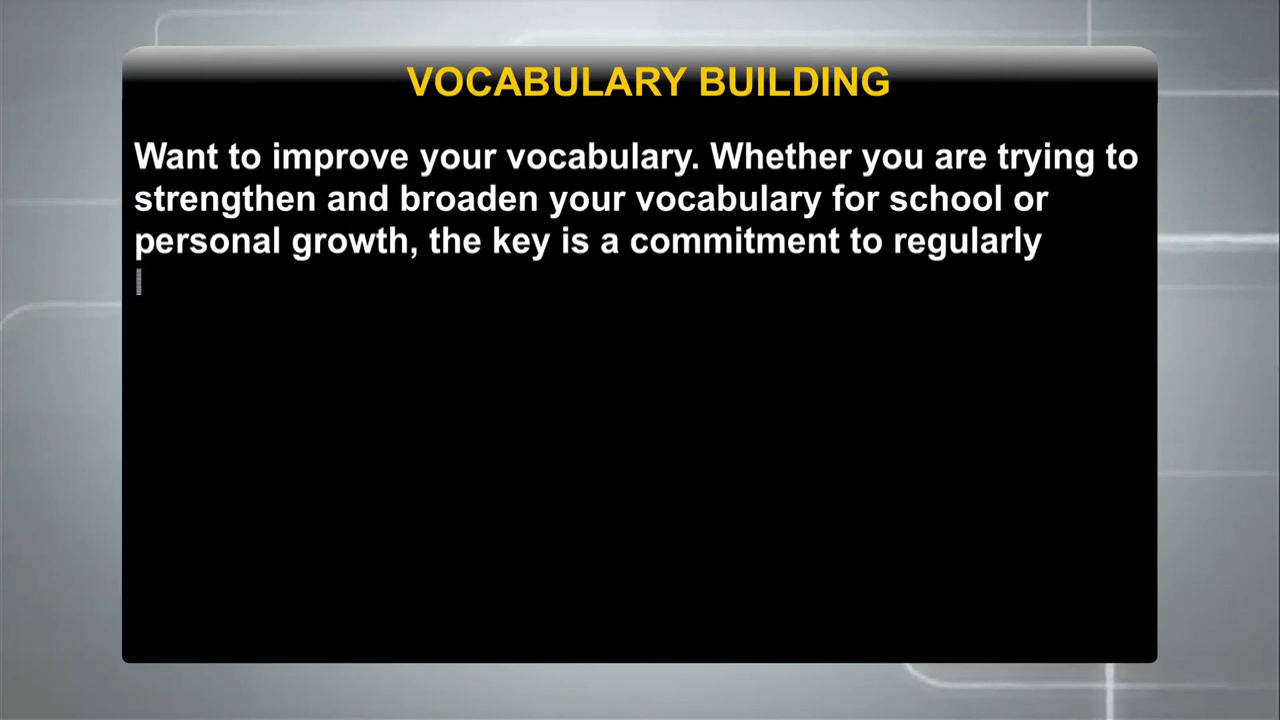 VOCABULARY BUILDING
Want to improve your vocabulary. Whether you are trying to
strengthen and broaden your vocabulary for school or
personal growth, the key is a commitment to regularly